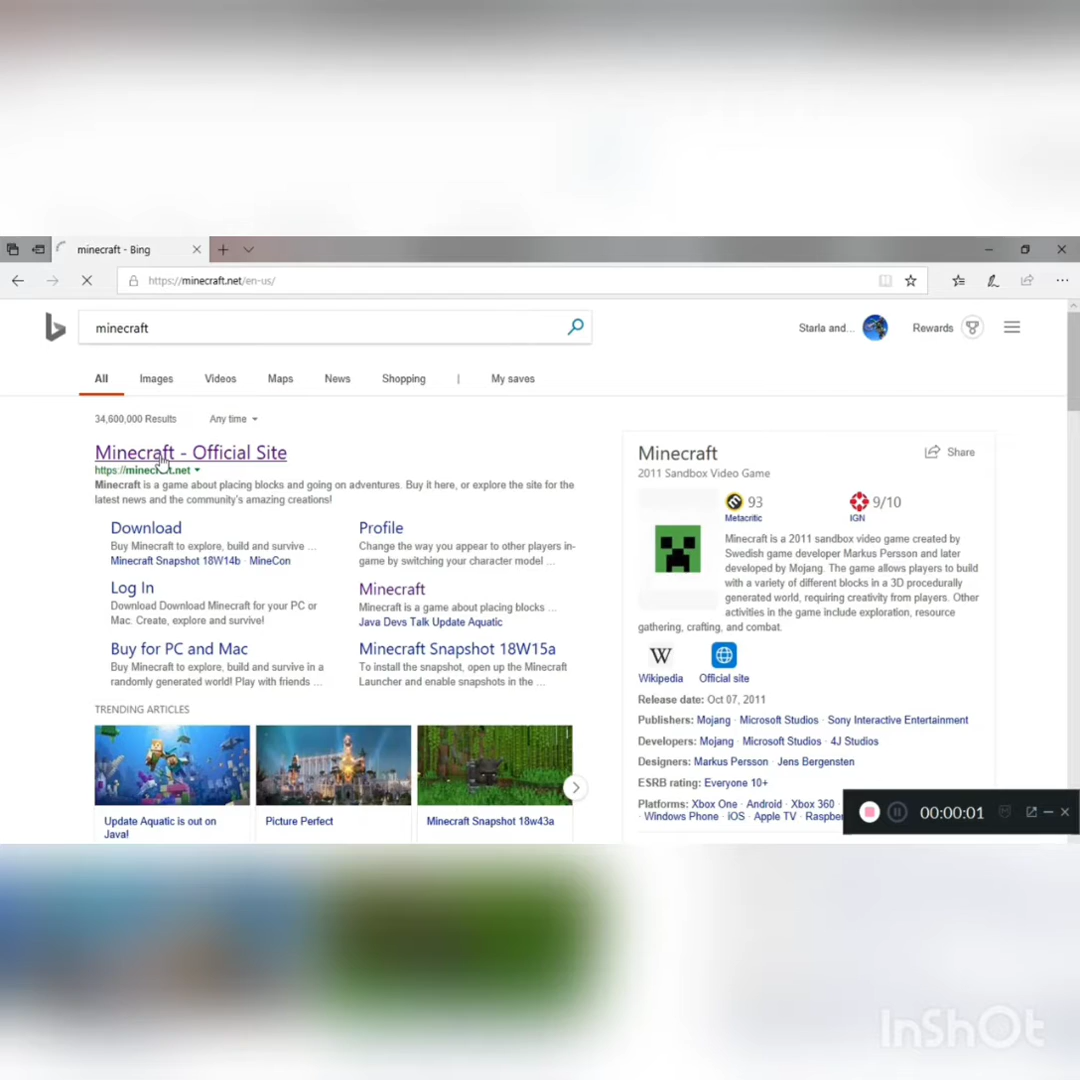 minecraft - Bing
https://minecraft.net/en-us/
minecraft
Starla and...
Rewards
All
Images
Videos
Maps
News
Shopping
|
My saves
34,600,000 Results
Any time
Minecraft - Official Site
https://minecraft.net
Minecraft is a game about placing blocks and going on adventures. Buy it here, or explore the site for the
latest news and the community's amazing creations!
Download
Buy Minecraft to explore, build and survive ...
Minecraft Snapshot 18W14b · MineCon
Profile
Change the way you appear to other players in-
game by switching your character model ...
Log In
Download Download Minecraft for your PC or
Mac. Create, explore and survive!
Minecraft
Minecraft is a game about placing blocks ...
Java Devs Talk Update Aquatic
Buy for PC and Mac
Buy Minecraft to explore, build and survive in a
randomly generated world! Play with friends ...
Minecraft Snapshot 18W15a
To install the snapshot, open up the Minecraft
Launcher and enable snapshots in the ...
TRENDING ARTICLES
Update Aquatic is out on
Java!
Picture Perfect
Minecraft Snapshot 18w43a
Minecraft
Share
2011 Sandbox Video Game
93
Metacritic
9/10
IGN
Minecraft is a 2011 sandbox video game created by
Swedish game developer Markus Persson and later
developed by Mojang. The game allows players to build
with a variety of different blocks in a 3D procedurally
generated world, requiring creativity from players. Other
activities in the game include exploration, resource
gathering, crafting, and combat.
W
Wikipedia
Official site
Release date: Oct 07, 2011
Publishers: Mojang · Microsoft Studios · Sony Interactive Entertainment
Developers: Mojang · Microsoft Studios · 4J Studios
Designers: Markus Persson · Jens Bergensten
ESRB rating: Everyone 10+
Platforms: Xbox One · Android · Xbox 360 ·
Windows Phone · iOS · Apple TV · Raspber
00:00:01
InShOt